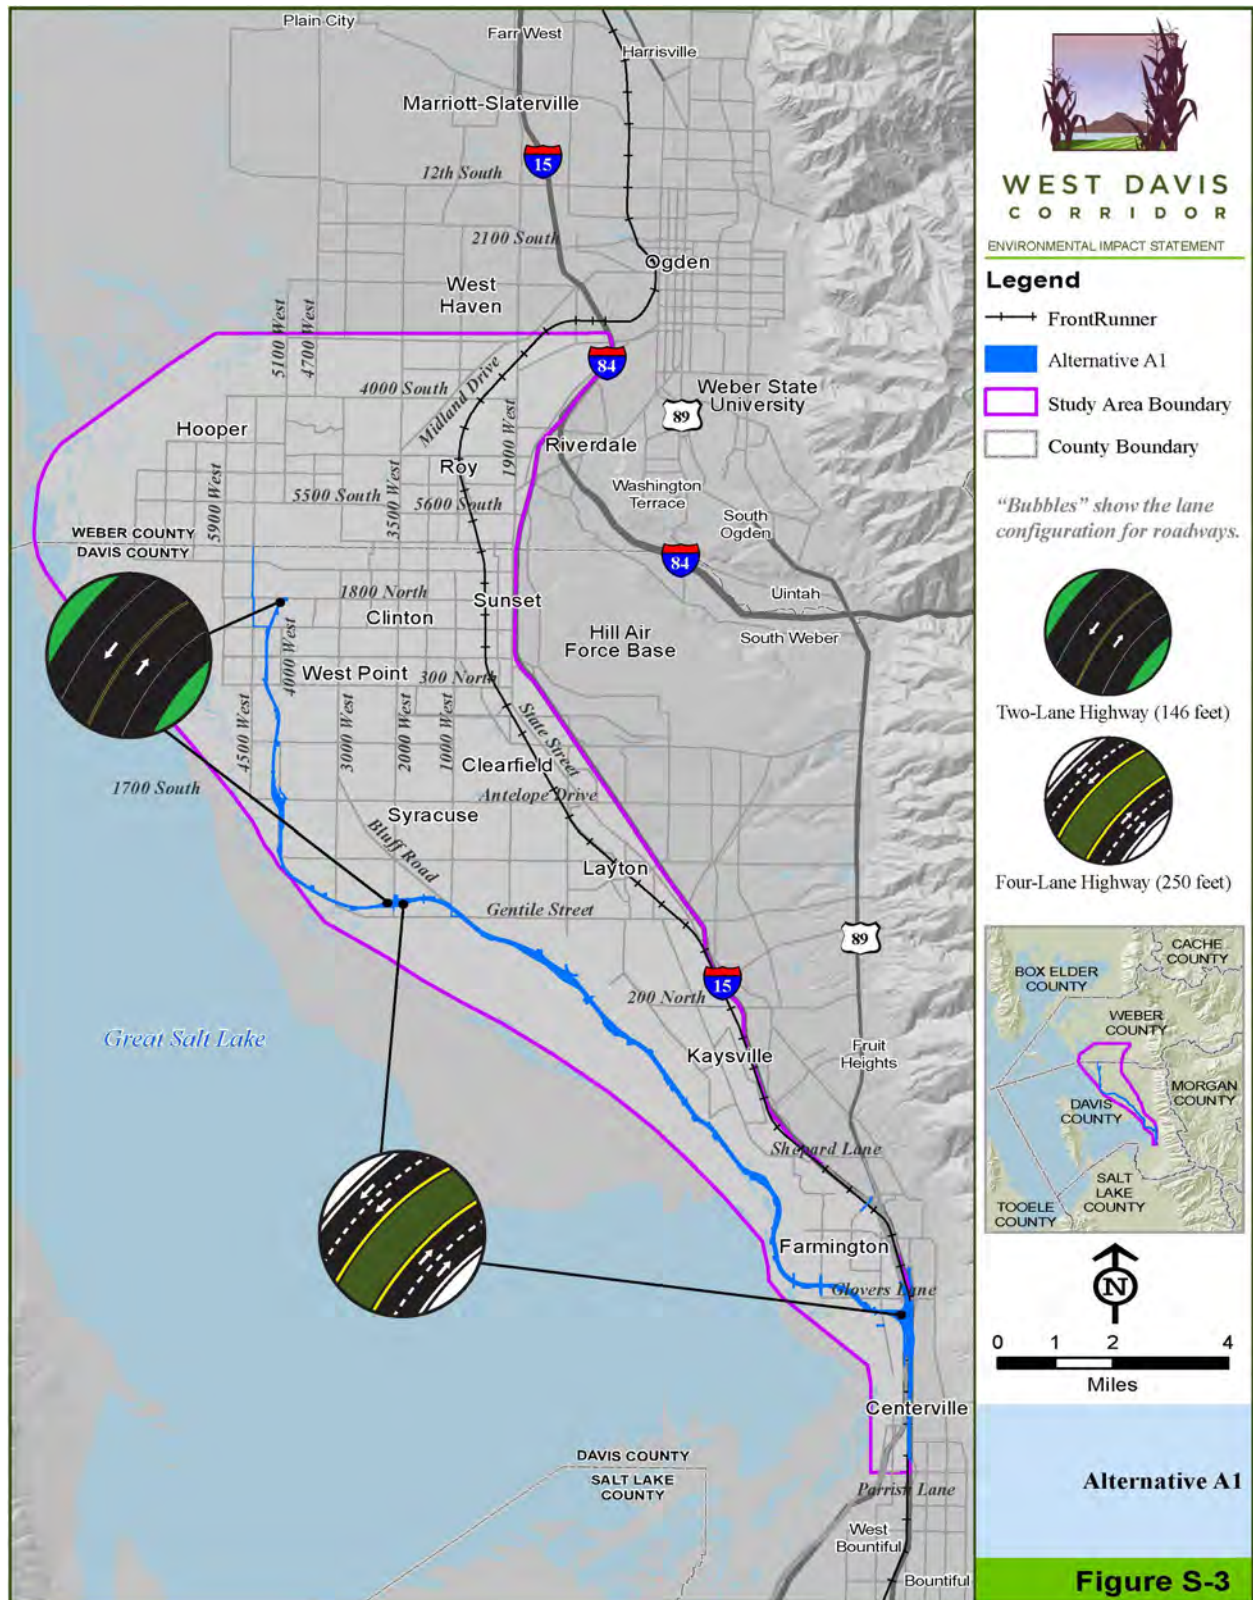 Plain City
Farr West
Harrisville
Marriott-Slaterville
15
12th South
2100 South
Ogden
West
Haven
5100 West
4700 West
84
4000 South
Midland Drive
Weber State
University
89
Hooper
1900 West
Riverdale
Roy
5900 West
5500 South
3500 West
5600 South
Washington
Terrace
South
Ogden
WEBER COUNTY
DAVIS COUNTY
84
1800 North
Sunset
Uintah
Clinton
4000 West
Hill Air
Force Base
South Weber
West Point
300 North
4500 West
3000 West
2000 West
1000 West
State Street
Clearfield
1700 South
Antelope Drive
Syracuse
Bluff Road
Layton
Gentile Street
89
15
200 North
Great Salt Lake
Kaysville
Fruit
Heights
Shepard Lane
Farmington
Glovers Lane
Centerville
DAVIS COUNTY
SALT LAKE
COUNTY
Parrish Lane
West
Bountiful
Bountiful
WEST DAVIS
CORRIDOR
ENVIRONMENTAL IMPACT STATEMENT
Legend
FrontRunner
Alternative A1
Study Area Boundary
County Boundary
“Bubbles” show the lane
configuration for roadways.
Two-Lane Highway (146 feet)
Four-Lane Highway (250 feet)
CACHE
COUNTY
BOX ELDER
COUNTY
WEBER
COUNTY
MORGAN
COUNTY
DAVIS
COUNTY
SALT
LAKE
COUNTY
TOOELE
COUNTY
N
0 1 2 4
Miles
Alternative A1
Figure S-3